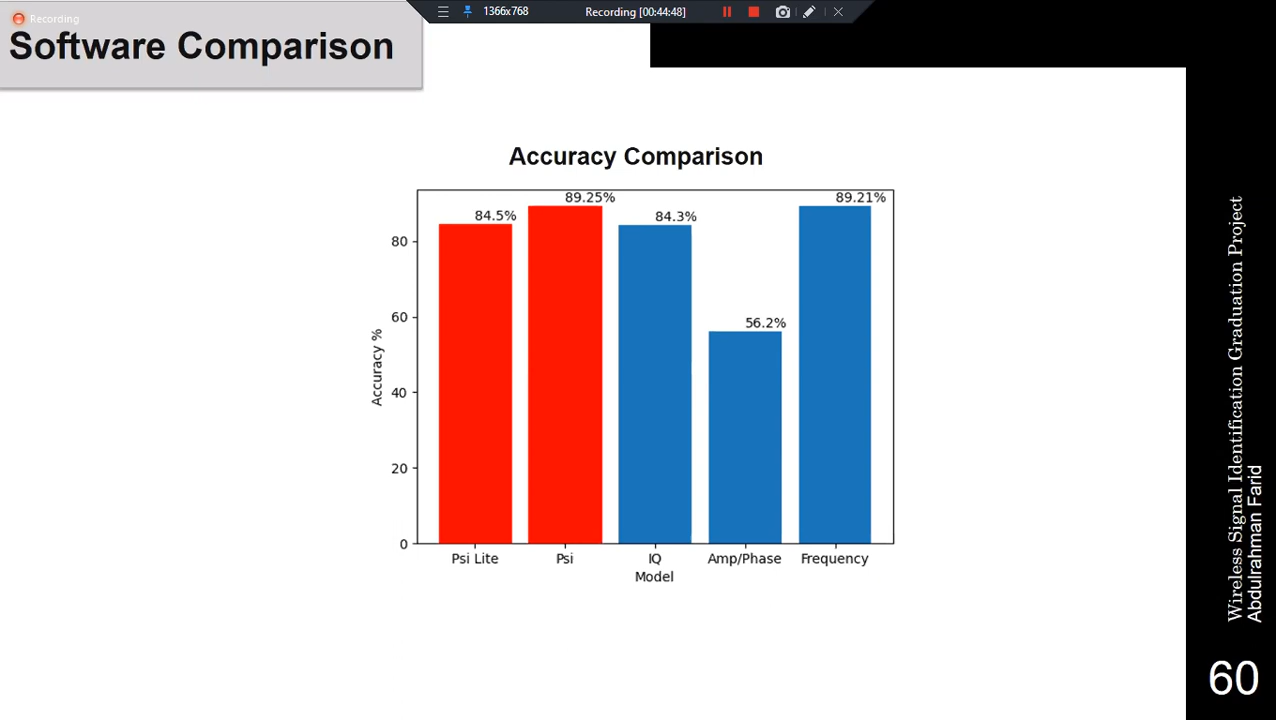 Recording
1366x768
Recording [00:44:48]
Software Comparison
Accuracy Comparison
84.5%
89.25%
84.3%
56.2%
89.21%
80
60
40
20
0
Accuracy %
Psi Lite
Psi
IQ
Amp/Phase
Frequency
Model
Wireless Signal Identification Graduation Project
Abdulrahman Farid
60